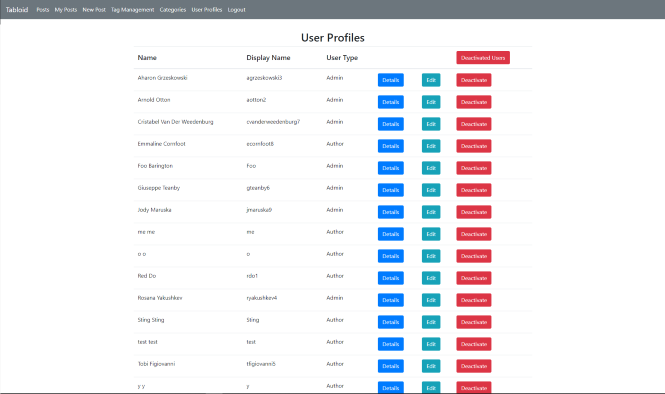 Tabloid Posts My Posts New Post Tag Management Categories User Profiles Logout
User Profiles
Name Display Name User Type Deactivated Users
Aharon Grzeskowski agrzeskowski3 Admin Details Edit Deactivate
Arnold Otton aotton2 Admin Details Edit Deactivate
Cristabel Van Der Weedenburg cvanderweedenburg7 Admin Details Edit Deactivate
Emmaline Cornfoot ecornfoot8 Author Details Edit Deactivate
Foo Barington Foo Admin Details Edit Deactivate
Giuseppe Teanby gteanby6 Admin Details Edit Deactivate
Jody Maruska jmaruska9 Admin Details Edit Deactivate
me me me Author Details Edit Deactivate
o o o Author Details Edit Deactivate
Red Do rdo1 Author Details Edit Deactivate
Rosana Yakushkev ryakushkev4 Admin Details Edit Deactivate
Sting Sting Sting Author Details Edit Deactivate
test test test Author Details Edit Deactivate
Tobi Figiovanni tfigiovanni5 Author Details Edit Deactivate
y y y Author Details Edit Deactivate